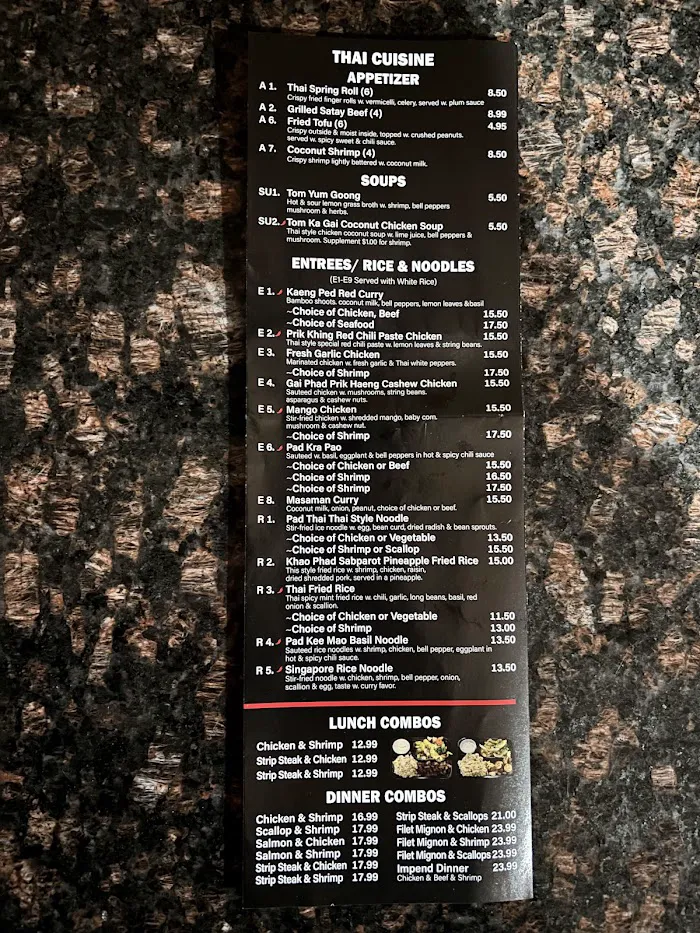 THAI CUISINE
APPETIZER
A 1. Thai Spring Roll (6) 8.50
Crispy fried finger rolls w. vermicelli, celery, served w. plum sauce
A 2. Grilled Satay Beef (4) 8.99
A 6. Fried Tofu (6) 4.95
Crispy outside & moist inside, topped w. crushed peanuts.
served w. spicy sweet & chili sauce.
A 7. Coconut Shrimp (4) 8.50
Crispy shrimp lightly battered w. coconut milk.
SOUPS
SU1. Tom Yum Goong 5.50
Hot & sour lemon grass broth w. shrimp, bell peppers
mushroom & herbs.
SU2. Tom Ka Gai Coconut Chicken Soup 5.50
Thai style chicken coconut soup w. lime juice, bell peppers &
mushroom. Supplement $1.00 for shrimp.
ENTREES/ RICE & NOODLES
(E1-E9 Served with White Rice)
E 1. Kaeng Ped Red Curry
Bamboo shoots. coconut milk, bell peppers, lemon leaves &basil
~Choice of Chicken, Beef 15.50
~Choice of Seafood 17.50
E 2. Prik Khing Red Chili Paste Chicken 15.50
Thai style special red chili paste w. lemon leaves & string beans.
E 3. Fresh Garlic Chicken 15.50
Marinated chicken w. fresh garlic & Thai white peppers.
~Choice of Shrimp 17.50
E 4. Gai Phad Prik Haeng Cashew Chicken 15.50
Sauteed chicken w. mushrooms, string beans.
asparagus & cashew nuts.
E 5. Mango Chicken 15.50
Stir-fried chicken w. shredded mango, baby corn.
mushroom & cashew nut.
~Choice of Shrimp 17.50
E 6. Pad Kra Pao
Sauteed w. basil, eggplant & bell peppers in hot & spicy chili sauce
~Choice of Chicken or Beef 15.50
~Choice of Shrimp 16.50
~Choice of Shrimp 17.50
E 8. Masaman Curry 15.50
Coconut milk, onion, peanut, choice of chicken or beef.
R 1. Pad Thai Thai Style Noodle
Stir-fried ice noodle w. egg, bean curd, dried radish & bean sprouts.
~Choice of Chicken or Vegetable 13.50
~Choice of Shrimp or Scallop 15.50
R 2. Khao Phad Sabparot Pineapple Fried Rice 15.00
This style fried rice w. shrimp, chicken, raisin,
dried shredded pork, served in a pineapple.
R 3. Thai Fried Rice
Thai spicy mint fried rice w. chili, garlic, long beans, basil, red
onion & scallion.
~Choice of Chicken or Vegetable 11.50
~Choice of Shrimp 13.00
R 4. Pad Kee Mao Basil Noodle 13.50
Sauteed rice noodles w. shrimp, chicken, bell pepper, eggplant in
hot & spicy chili sauce.
R 5. Singapore Rice Noodle 13.50
Stir-fried noodle w. chicken, shrimp, bell pepper, onion,
scallion & egg, taste w. curry favor.
LUNCH COMBOS
Chicken & Shrimp 12.99
Strip Steak & Chicken 12.99
Strip Steak & Shrimp 12.99
DINNER COMBOS
Chicken & Shrimp 16.99
Scallop & Shrimp 17.99
Salmon & Chicken 17.99
Salmon & Shrimp 17.99
Strip Steak & Chicken 17.99
Strip Steak & Shrimp 17.99
Strip Steak & Scallops 21.00
Filet Mignon & Chicken 23.99
Filet Mignon & Shrimp 23.99
Filet Mignon & Scallops 23.99
Impend Dinner 23.99
Chicken & Beef & Shrimp